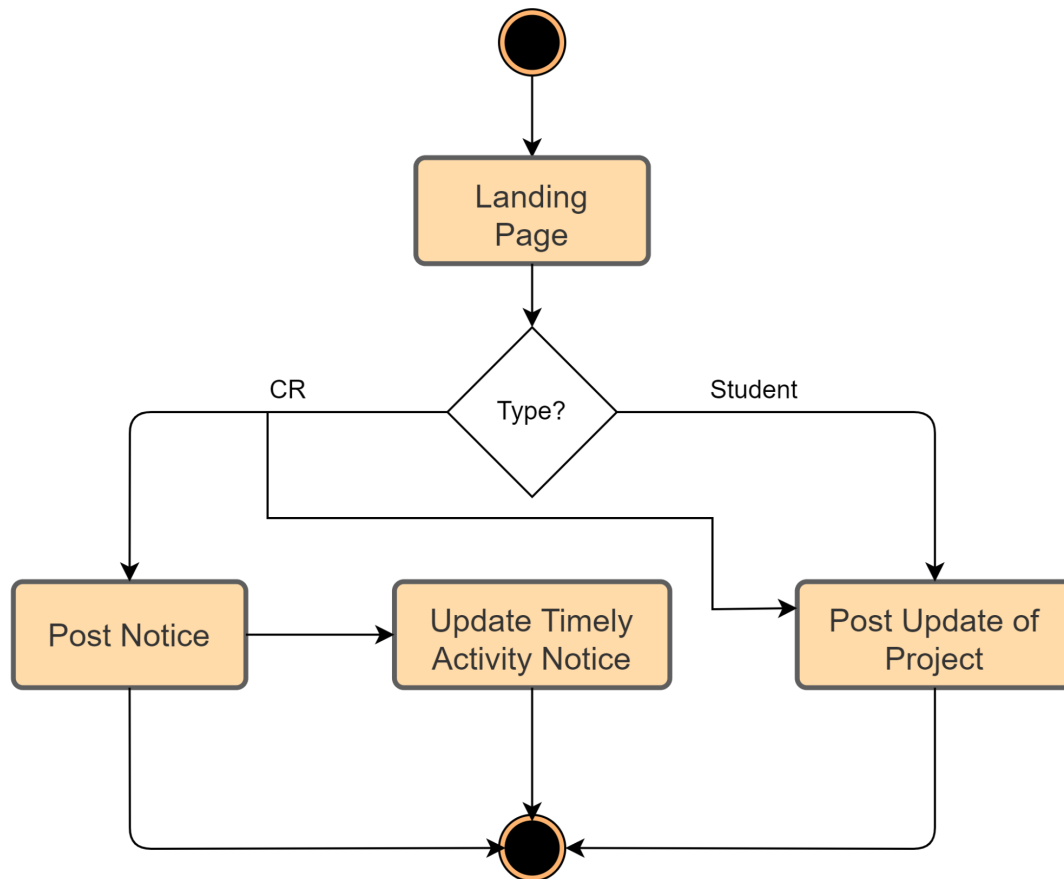 Landing
Page
CR
Student
Type?
Post Notice
Update Timely
Activity Notice
Post Update of
Project